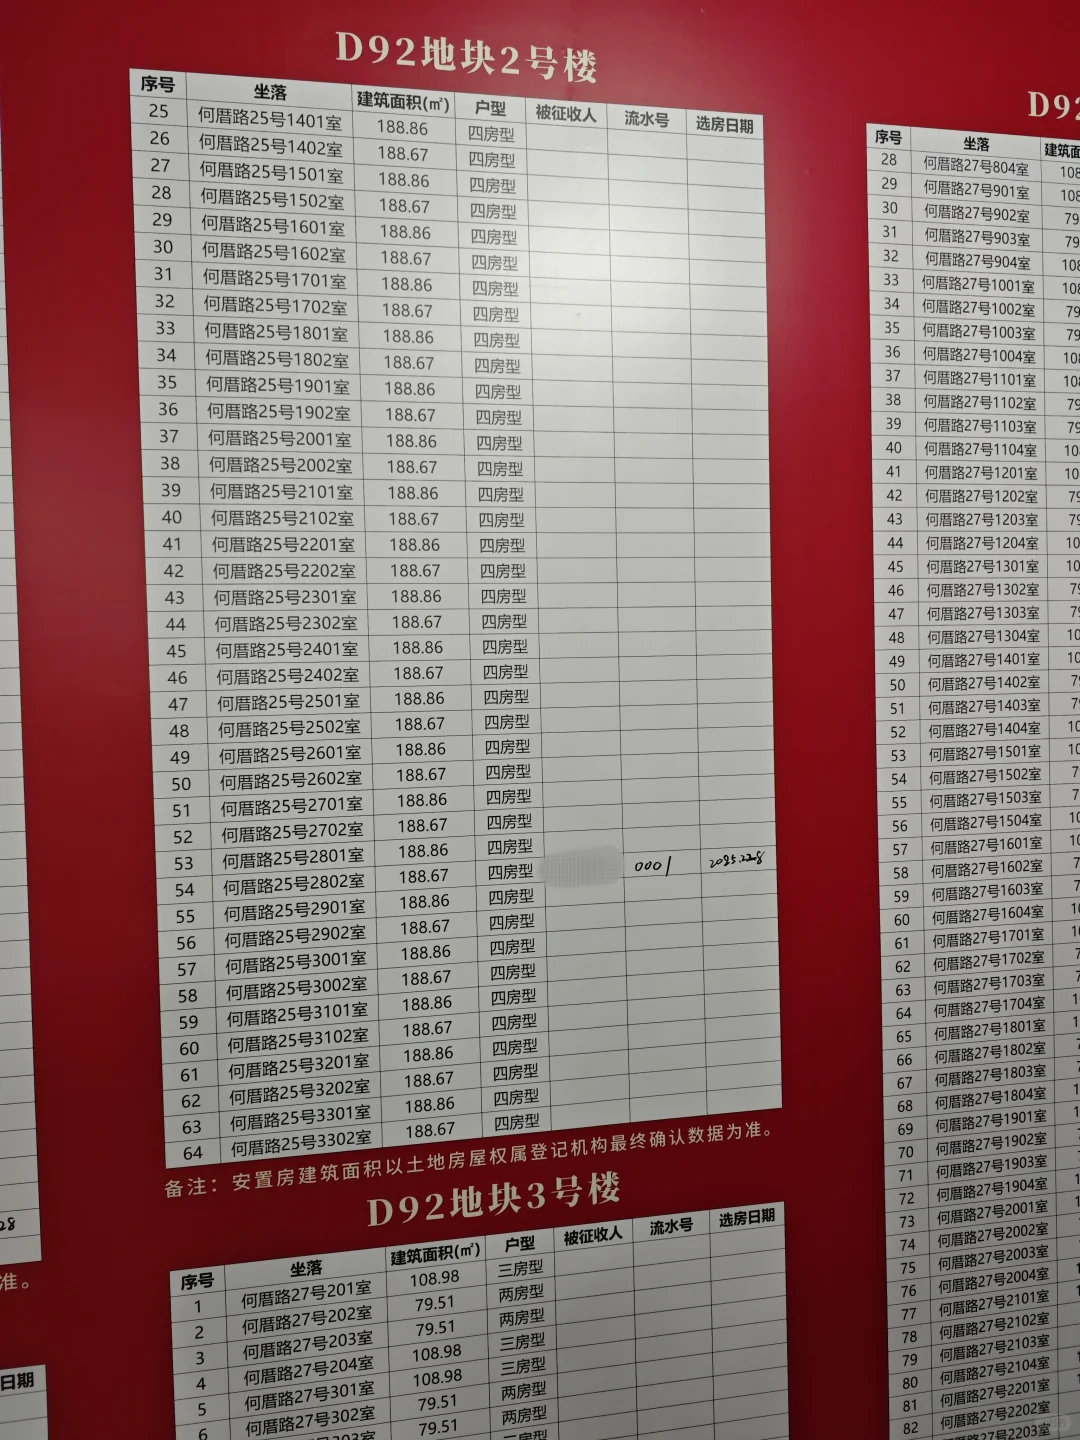 D92地块2号楼
序号 坐落 建筑面积(㎡) 户型 被征收人 流水号 选房日期
25 何厝路25号1401室 188.86 四房型
26 何厝路25号1402室 188.67 四房型
27 何厝路25号1501室 188.86 四房型
28 何厝路25号1502室 188.67 四房型
29 何厝路25号1601室 188.86 四房型
30 何厝路25号1602室 188.67 四房型
31 何厝路25号1701室 188.86 四房型
32 何厝路25号1702室 188.67 四房型
33 何厝路25号1801室 188.86 四房型
34 何厝路25号1802室 188.67 四房型
35 何厝路25号1901室 188.86 四房型
36 何厝路25号1902室 188.67 四房型
37 何厝路25号2001室 188.86 四房型
38 何厝路25号2002室 188.67 四房型
39 何厝路25号2101室 188.86 四房型
40 何厝路25号2102室 188.67 四房型
41 何厝路25号2201室 188.86 四房型
42 何厝路25号2202室 188.67 四房型
43 何厝路25号2301室 188.86 四房型
44 何厝路25号2302室 188.67 四房型
45 何厝路25号2401室 188.86 四房型
46 何厝路25号2402室 188.67 四房型
47 何厝路25号2501室 188.86 四房型
48 何厝路25号2502室 188.67 四房型
49 何厝路25号2601室 188.86 四房型
50 何厝路25号2602室 188.67 四房型
51 何厝路25号2701室 188.86 四房型
52 何厝路25号2702室 188.67 四房型
53 何厝路25号2801室 188.86 四房型
54 何厝路25号2802室 188.67 四房型 0001 2025.2.28
55 何厝路25号2901室 188.86 四房型
56 何厝路25号2902室 188.67 四房型
57 何厝路25号3001室 188.86 四房型
58 何厝路25号3002室 188.67 四房型
59 何厝路25号3101室 188.86 四房型
60 何厝路25号3102室 188.67 四房型
61 何厝路25号3201室 188.86 四房型
62 何厝路25号3202室 188.67 四房型
63 何厝路25号3301室 188.86 四房型
64 何厝路25号3302室 188.67 四房型
备注：安置房建筑面积以土地房屋权属登记机构最终确认数据为准。
D92地块3号楼
序号 坐落 建筑面积(㎡) 户型 被征收人 流水号 选房日期
1 何厝路27号201室 108.98 三房型
2 何厝路27号202室 79.51 两房型
3 何厝路27号203室 79.51 两房型
4 何厝路27号204室 108.98 三房型
5 何厝路27号301室 108.98 三房型
6 何厝路27号302室 79.51 两房型
79.51 两房型
D92
序号 坐落 建筑面
28 何厝路27号804室
29 何厝路27号901室
30 何厝路27号902室
31 何厝路27号903室
32 何厝路27号904室
33 何厝路27号1001室
34 何厝路27号1002室
35 何厝路27号1003室
36 何厝路27号1004室
37 何厝路27号1101室
38 何厝路27号1102室
39 何厝路27号1103室
40 何厝路27号1104室
41 何厝路27号1201室
42 何厝路27号1202室
43 何厝路27号1203室
44 何厝路27号1204室
45 何厝路27号1301室
46 何厝路27号1302室
47 何厝路27号1303室
48 何厝路27号1304室
49 何厝路27号1401室
50 何厝路27号1402室
51 何厝路27号1403室
52 何厝路27号1404室
53 何厝路27号1501室
54 何厝路27号1502室
55 何厝路27号1503室
56 何厝路27号1504室
57 何厝路27号1601室
58 何厝路27号1602室
59 何厝路27号1603室
60 何厝路27号1604室
61 何厝路27号1701室
62 何厝路27号1702室
63 何厝路27号1703室
64 何厝路27号1704室
65 何厝路27号1801室
66 何厝路27号1802室
67 何厝路27号1803室
68 何厝路27号1804室
69 何厝路27号1901室
70 何厝路27号1902室
71 何厝路27号1903室
72 何厝路27号1904室
73 何厝路27号2001室
74 何厝路27号2002室
75 何厝路27号2003室
76 何厝路27号2004室
77 何厝路27号2101室
78 何厝路27号2102室
79 何厝路27号2103室
80 何厝路27号2104室
81 何厝路27号2201室
82 何厝路27号2202室
何厝路27号2203室
准。
日期